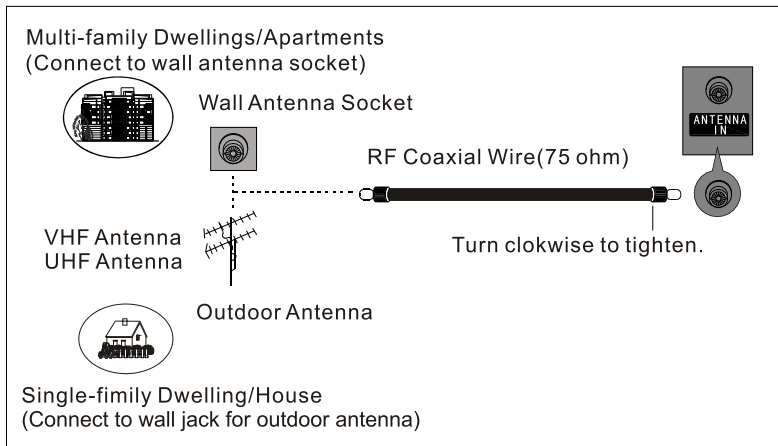 Multi-family Dwellings/Apartments
(Connect to wall antenna socket)
Wall Antenna Socket
ANTENNA
IN
RF Coaxial Wire(75 ohm)
VHF Antenna
UHF Antenna
Turn clokwise to tighten.
Outdoor Antenna
Single-fimily Dwelling/House
(Connect to wall jack for outdoor antenna)